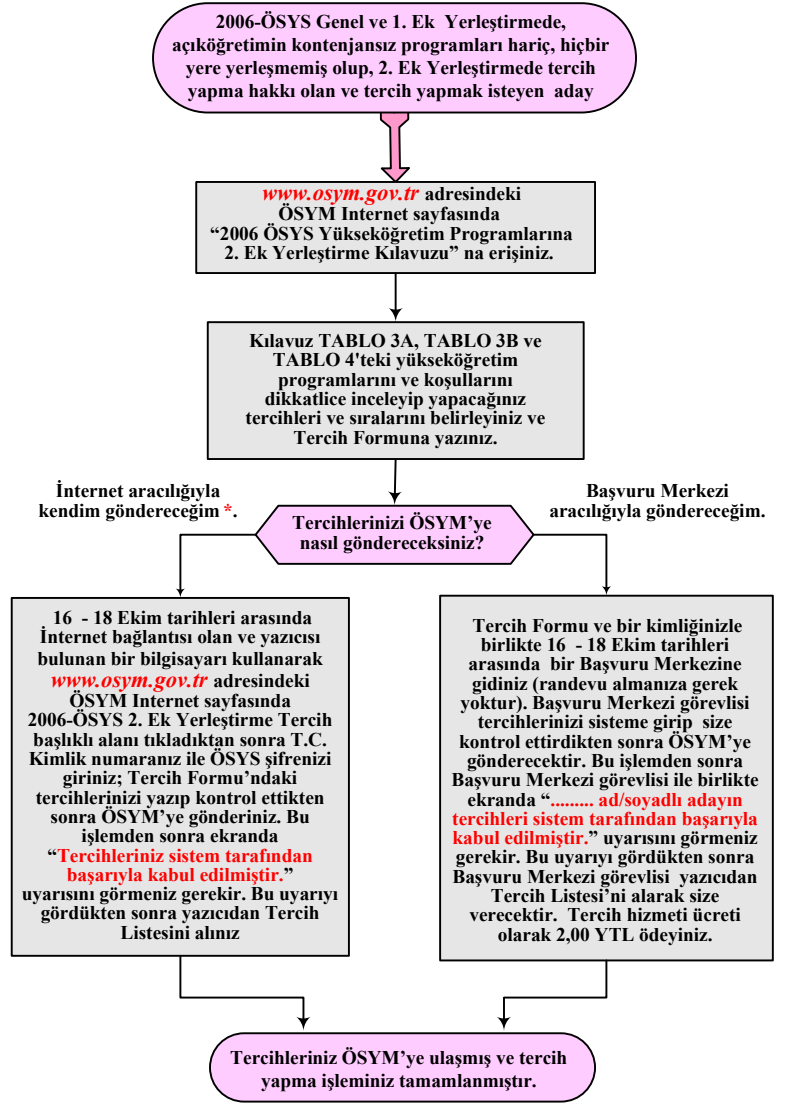 2006-ÖSYS Genel ve 1. Ek Yerleştirmede,
açıköğretimin kontenjansız programları hariç, hiçbir
yere yerleşmemiş olup, 2. Ek Yerleştirmede tercih
yapma hakkı olan ve tercih yapmak isteyen aday
www.osym.gov.tr adresindeki
ÖSYM Internet sayfasında
“2006 ÖSYS Yükseköğretim Programlarına
2. Ek Yerleştirme Kılavuzu” na erişiniz.
Kılavuz TABLO 3A, TABLO 3B ve
TABLO 4'teki yükseköğretim
programlarını ve koşullarını
dikkatlice inceleyip yapacağınız
tercihleri ve sıralarını belirleyiniz ve
Tercih Formuna yazınız.
İnternet aracılığıyla
kendim göndereceğim *.
Başvuru Merkezi
aracılığıyla göndereceğim.
Tercihlerinizi ÖSYM’ye
nasıl göndereceksiniz?
16 - 18 Ekim tarihleri arasında
İnternet bağlantısı olan ve yazıcısı
bulunan bir bilgisayarı kullanarak
www.osym.gov.tr adresindeki
ÖSYM Internet sayfasında
2006-ÖSYS 2. Ek Yerleştirme Tercih
başlıklı alanı tıkladıktan sonra T.C.
Kimlik numaranız ile ÖSYS şifrenizi
giriniz; Tercih Formu’ndaki
tercihlerinizi yazıp kontrol ettikten
sonra ÖSYM’ye gönderiniz. Bu
işlemden sonra ekranda
“Tercihleriniz sistem tarafından
başarıyla kabul edilmiştir.”
uyarısını görmeniz gerekir. Bu uyarıyı
gördükten sonra yazıcıdan Tercih
Listesini alınız
Tercih Formu ve bir kimliğinizle
birlikte 16 - 18 Ekim tarihleri
arasında bir Başvuru Merkezine
gidiniz (randevu almanıza gerek
yoktur). Başvuru Merkezi görevlisi
tercihlerinizi sisteme girip size
kontrol ettirdikten sonra ÖSYM’ye
gönderecektir. Bu işlemden sonra
Başvuru Merkezi görevlisi ile birlikte
ekranda “......... ad/soyadlı adayın
tercihleri sistem tarafından başarıyla
kabul edilmiştir.” uyarısını görmeniz
gerekir. Bu uyarıyı gördükten sonra
Başvuru Merkezi görevlisi yazıcıdan
Tercih Listesi’ni alarak size
verecektir. Tercih hizmeti ücreti
olarak 2,00 YTL ödeyiniz.
Tercihleriniz ÖSYM’ye ulaşmış ve tercih
yapma işleminiz tamamlanmıştır.